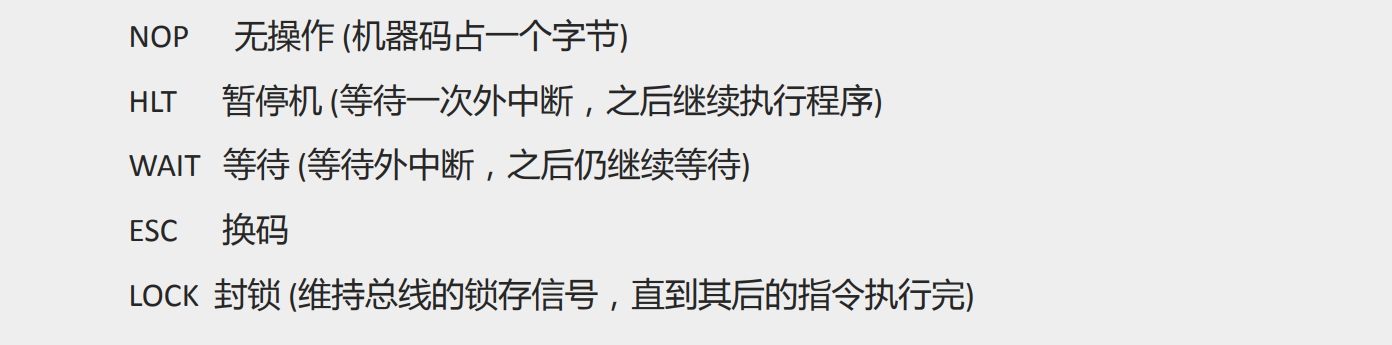 NOP 无操作 (机器码占一个字节)
HLT 暂停机 (等待一次外中断，之后继续执行程序)
WAIT 等待 (等待外中断，之后仍继续等待)
ESC 换码
LOCK 封锁 (维持总线的锁存信号，直到其后的指令执行完)